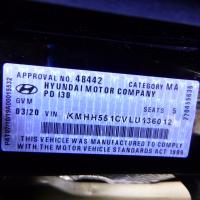 APPROVAL NO. 48442 CATEGORY MA
HYUNDAI MOTOR COMPANY
PD I30
GVM SEATS 5
03/20 VIN KMHH551CVLU136012
THIS VEHICLE WAS MANUFACTURED TO COMPLY
WITH THE MOTOR VEHICLE STANDARDS ACT 1989